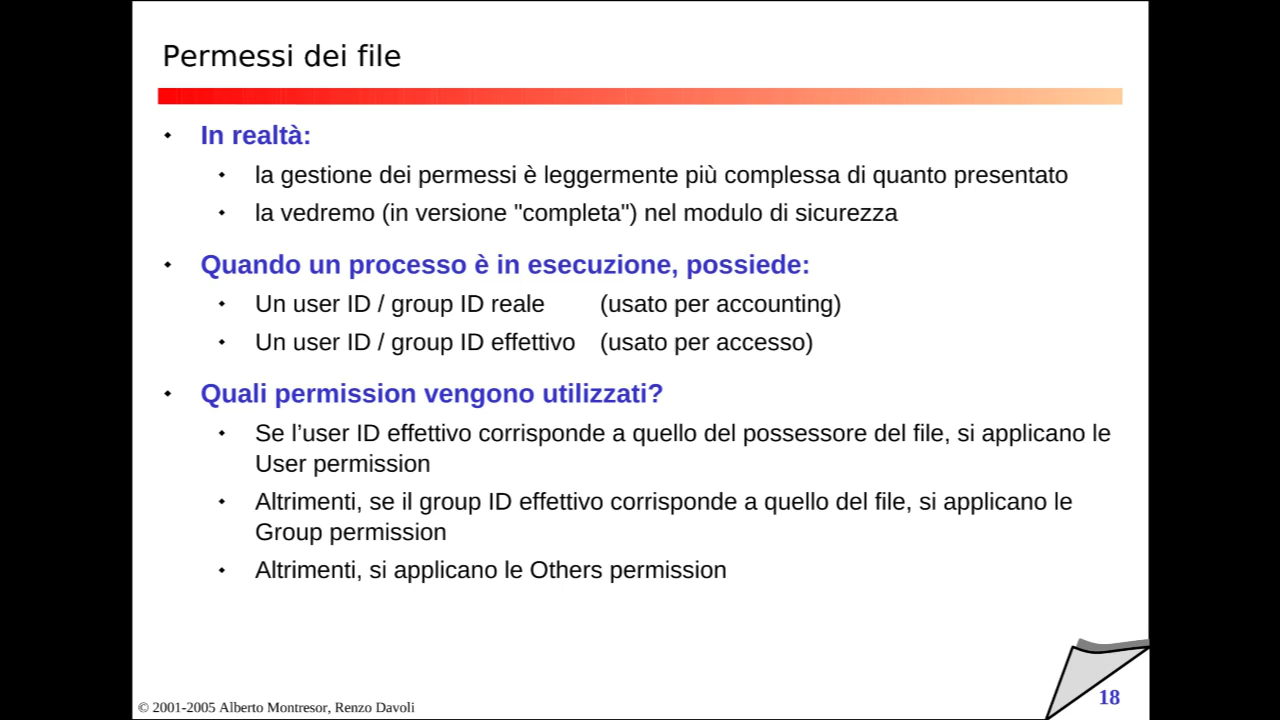 Permessi dei file
In realtà:
la gestione dei permessi è leggermente più complessa di quanto presentato
la vedremo (in versione "completa") nel modulo di sicurezza
Quando un processo è in esecuzione, possiede:
Un user ID / group ID reale (usato per accounting)
Un user ID / group ID effettivo (usato per accesso)
Quali permission vengono utilizzati?
Se l’user ID effettivo corrisponde a quello del possessore del file, si applicano le
User permission
Altrimenti, se il group ID effettivo corrisponde a quello del file, si applicano le
Group permission
Altrimenti, si applicano le Others permission
© 2001-2005 Alberto Montresor, Renzo Davoli
18